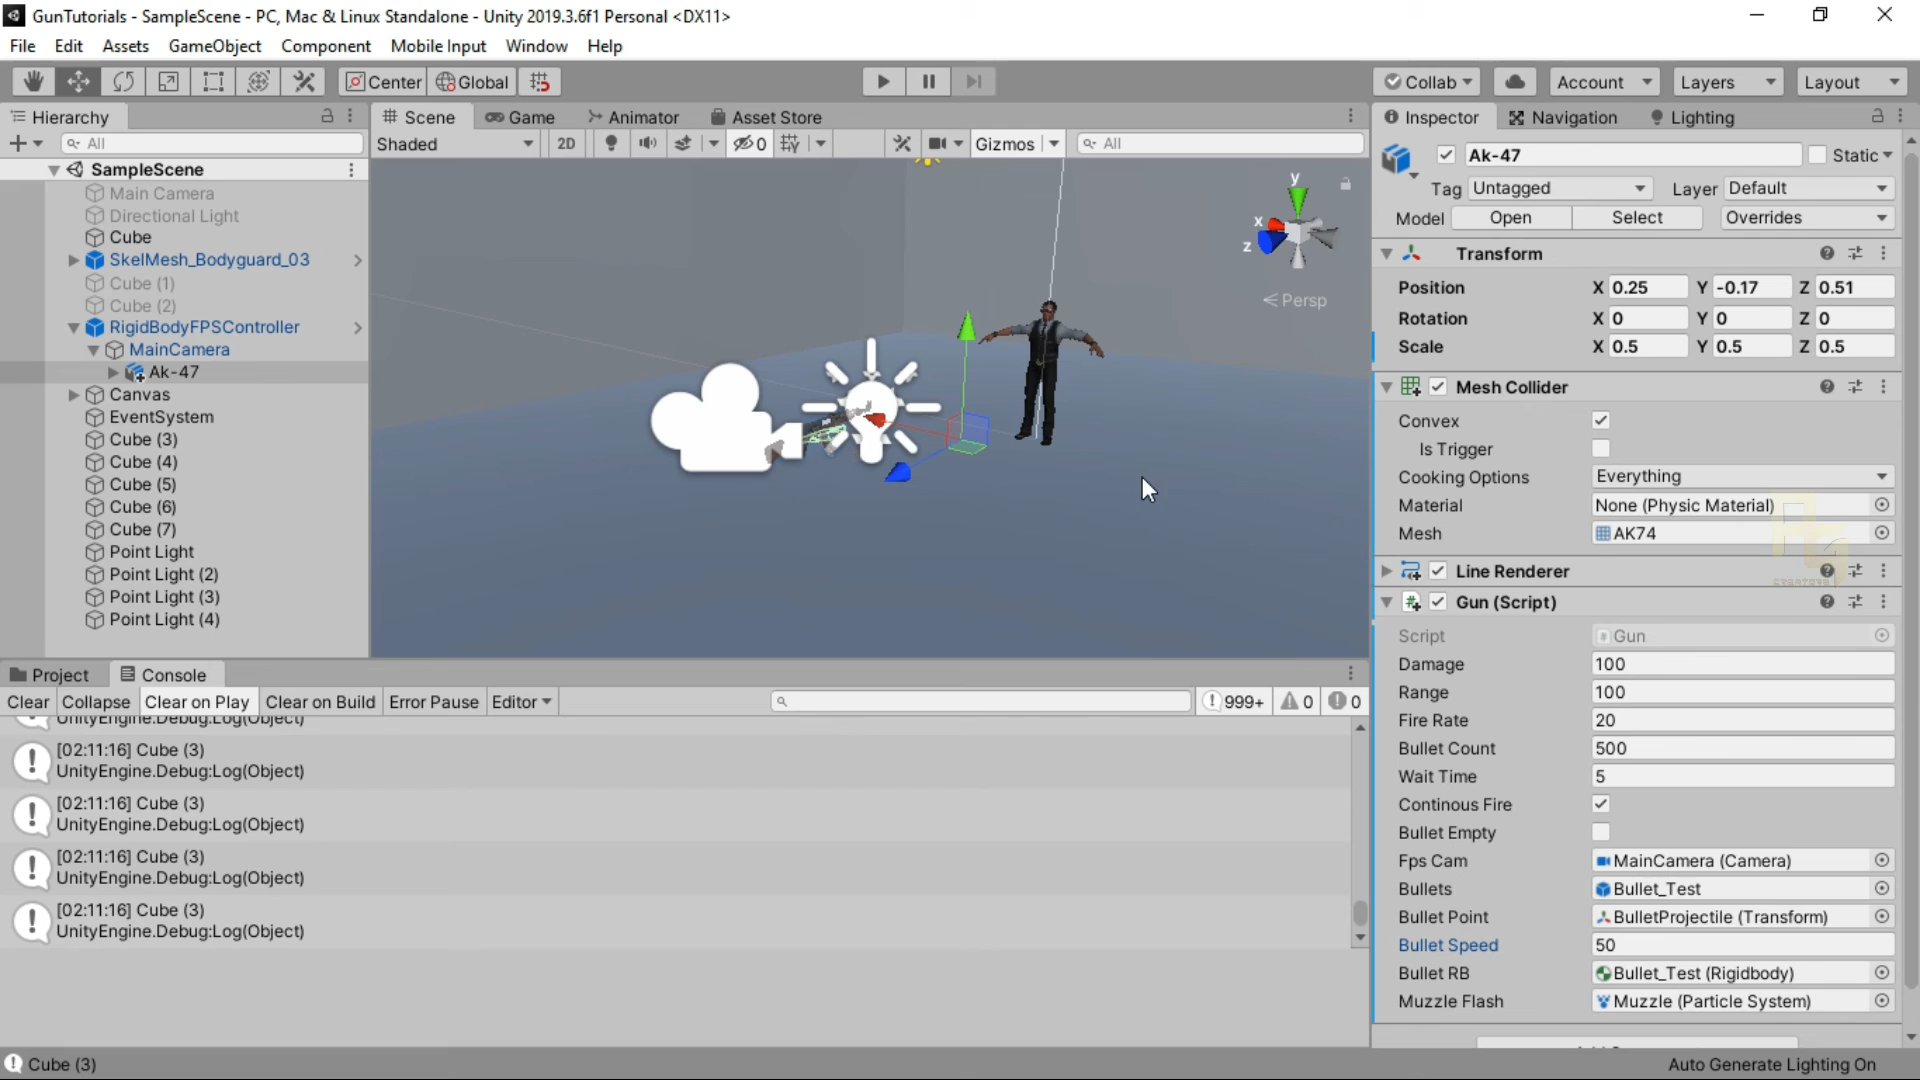 GunTutorials - SampleScene - PC, Mac & Linux Standalone - Unity 2019.3.6f1 Personal <DX11>
File Edit Assets GameObject Component Mobile Input Window Help
Center Global Collab Account Layers Layout
Hierarchy
All
SampleScene
Main Camera
Directional Light
Cube
SkelMesh_Bodyguard_03
Cube (1)
Cube (2)
RigidBodyFPSController
MainCamera
Ak-47
Canvas
EventSystem
Cube (3)
Cube (4)
Cube (5)
Cube (6)
Cube (7)
Point Light
Point Light (2)
Point Light (3)
Point Light (4)
Scene Game Animator Asset Store
Shaded 2D 0 Gizmos All
y
x
z
Persp
Project Console
Clear Collapse Clear on Play Clear on Build Error Pause Editor 999+ 0 0
UnityEngine.Debug:Log(Object)
[02:11:16] Cube (3)
UnityEngine.Debug:Log(Object)
[02:11:16] Cube (3)
UnityEngine.Debug:Log(Object)
[02:11:16] Cube (3)
UnityEngine.Debug:Log(Object)
[02:11:16] Cube (3)
UnityEngine.Debug:Log(Object)
Cube (3)
Inspector Navigation Lighting
Ak-47 Static
Tag Untagged Layer Default
Model Open Select Overrides
Transform
Position X 0.25 Y -0.17 Z 0.51
Rotation X 0 Y 0 Z 0
Scale X 0.5 Y 0.5 Z 0.5
Mesh Collider
Convex
Is Trigger
Cooking Options Everything
Material None (Physic Material)
Mesh AK74
Line Renderer
Gun (Script)
Script Gun
Damage 100
Range 100
Fire Rate 20
Bullet Count 500
Wait Time 5
Continous Fire
Bullet Empty
Fps Cam MainCamera (Camera)
Bullets Bullet_Test
Bullet Point BulletProjectile (Transform)
Bullet Speed 50
Bullet RB Bullet_Test (Rigidbody)
Muzzle Flash Muzzle (Particle System)
Auto Generate Lighting On